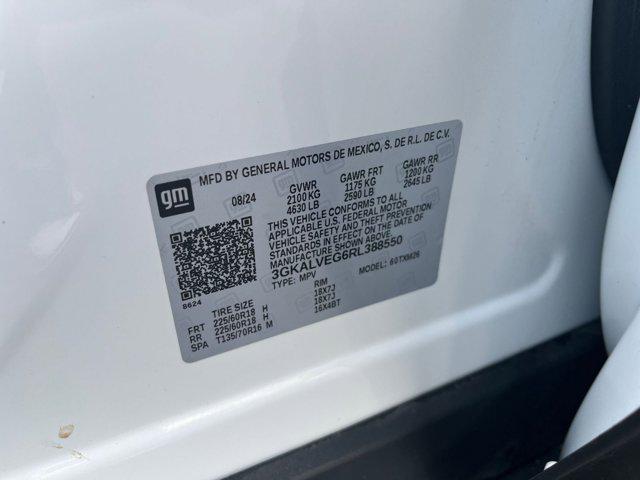 gm
MFD BY GENERAL MOTORS DE MEXICO, S. DE R.L. DE C.V.
08/24 GVWR GAWR FRT GAWR RR
2100 KG 1175 KG 1200 KG
4630 LB 2590 LB 2645 LB
THIS VEHICLE CONFORMS TO ALL
APPLICABLE U.S. FEDERAL MOTOR
VEHICLE SAFETY AND THEFT PREVENTION
STANDARDS IN EFFECT ON THE DATE OF
MANUFACTURE SHOWN ABOVE.
3GKALVEG6RL388550
TYPE: MPV MODEL: 60TXM26
8624
TIRE SIZE RIM
FRT 225/60R18 H 18X7J
RR 225/60R18 H 18X7J
SPA T135/70R16 M 16X4BT